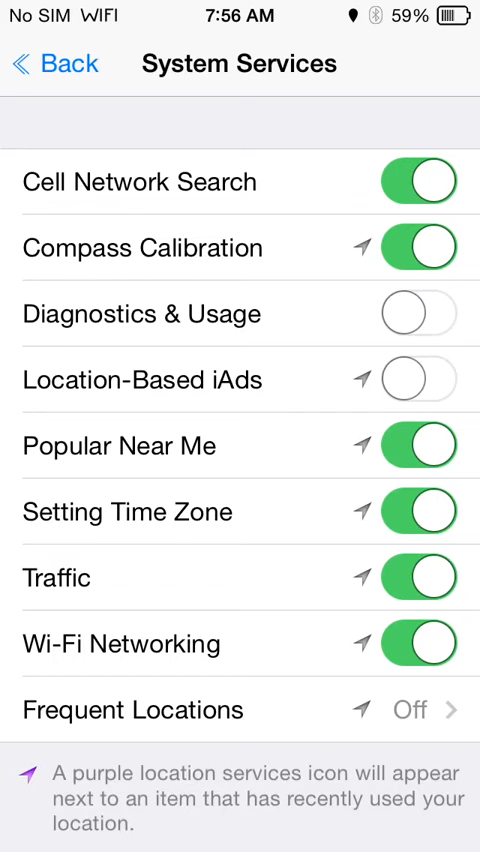 No SIM WIFI 7:56 AM 59%
Back System Services
Cell Network Search
Compass Calibration
Diagnostics & Usage
Location-Based iAds
Popular Near Me
Setting Time Zone
Traffic
Wi-Fi Networking
Frequent Locations Off
A purple location services icon will appear
next to an item that has recently used your
location.